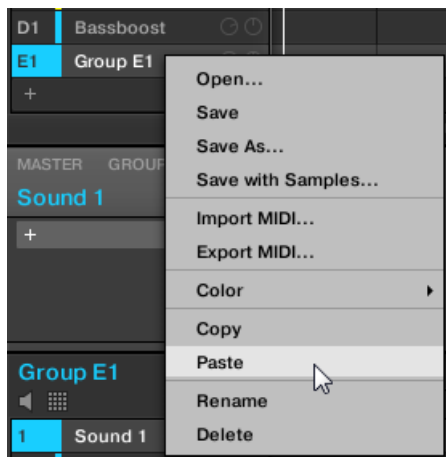 D1 Bassboost
E1 Group E1
+
Open...
Save
Save As...
Save with Samples...
Import MIDI...
Export MIDI...
Color
Copy
Paste
Rename
Delete
MASTER GROUP
Sound 1
+
Group E1
1 Sound 1